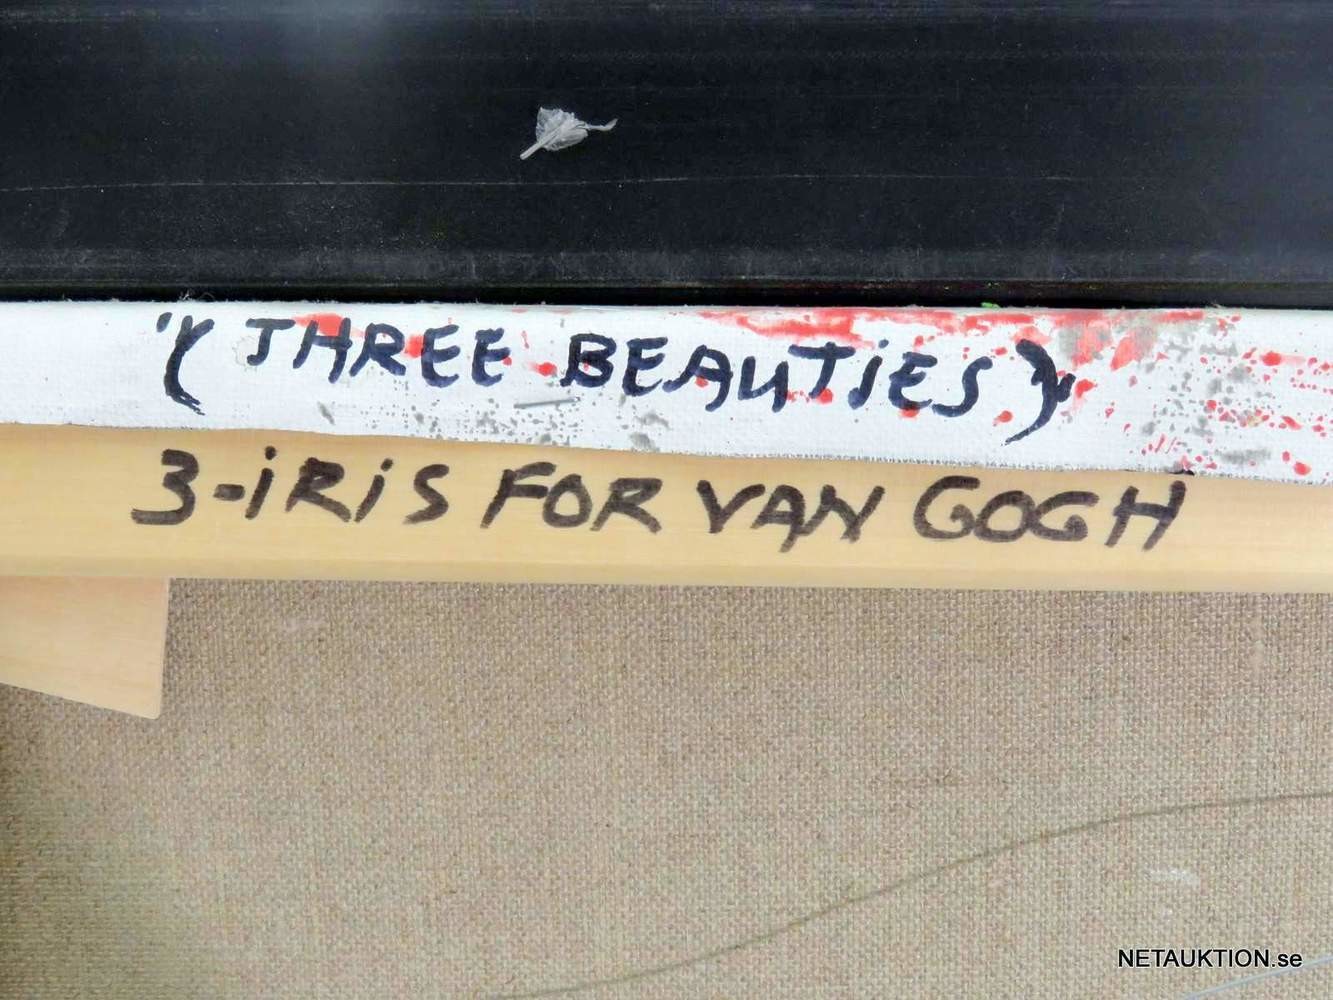 "(THREE BEAUTiES)"
3-iRiS FOR VAN GOGH
NETAUKTION.se